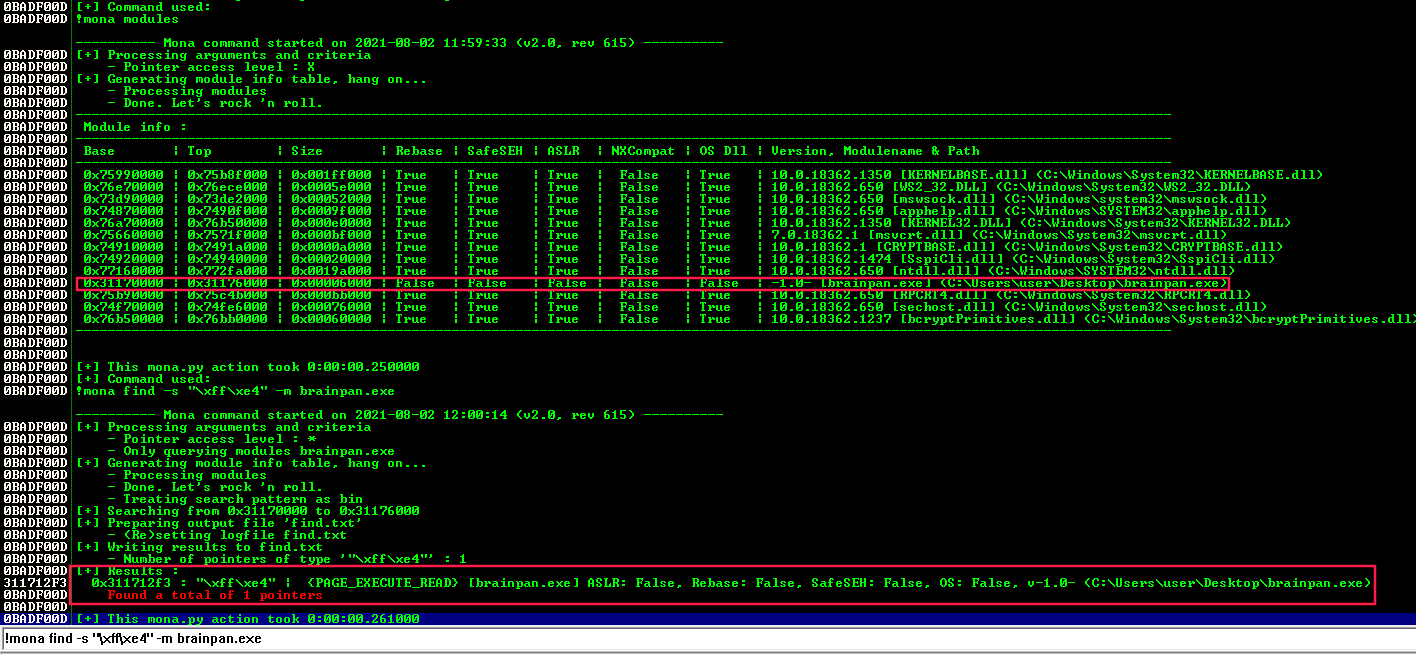 0BADF00D [+] Command used:
0BADF00D !mona modules
---------- Mona command started on 2021-08-02 11:59:33 (v2.0, rev 615) ----------
0BADF00D [+] Processing arguments and criteria
0BADF00D - Pointer access level : X
0BADF00D [+] Generating module info table, hang on...
0BADF00D - Processing modules
0BADF00D - Done. Let's rock 'n roll.
0BADF00D
0BADF00D Module info :
0BADF00D
0BADF00D Base | Top | Size | Rebase | SafeSEH | ASLR | NXCompat | OS Dll | Version, Modulename & Path
0BADF00D
0BADF00D 0x75990000 | 0x75b8f000 | 0x001ff000 | True | True | True | False | True | 10.0.18362.1350 [KERNELBASE.dll] (C:\Windows\System32\KERNELBASE.dll)
0BADF00D 0x76e70000 | 0x76ece000 | 0x0005e000 | True | True | True | False | True | 10.0.18362.650 [WS2_32.DLL] (C:\Windows\System32\WS2_32.DLL)
0BADF00D 0x73d90000 | 0x73de2000 | 0x00052000 | True | True | True | False | True | 10.0.18362.650 [mswsock.dll] (C:\Windows\system32\mswsock.dll)
0BADF00D 0x74870000 | 0x7490f000 | 0x0009f000 | True | True | True | False | True | 10.0.18362.650 [apphelp.dll] (C:\Windows\SYSTEM32\apphelp.dll)
0BADF00D 0x76a70000 | 0x76b50000 | 0x000e0000 | True | True | True | False | True | 10.0.18362.1350 [KERNEL32.DLL] (C:\Windows\System32\KERNEL32.DLL)
0BADF00D 0x75660000 | 0x7571f000 | 0x000bf000 | True | True | True | False | True | 7.0.18362.1 [msvcrt.dll] (C:\Windows\System32\msvcrt.dll)
0BADF00D 0x74910000 | 0x7491a000 | 0x0000a000 | True | True | True | False | True | 10.0.18362.1 [CRYPTBASE.dll] (C:\Windows\System32\CRYPTBASE.dll)
0BADF00D 0x74920000 | 0x74940000 | 0x00020000 | True | True | True | False | True | 10.0.18362.1474 [SspiCli.dll] (C:\Windows\System32\SspiCli.dll)
0BADF00D 0x77160000 | 0x772fa000 | 0x0019a000 | True | True | True | False | True | 10.0.18362.650 [ntdll.dll] (C:\Windows\SYSTEM32\ntdll.dll)
0BADF00D 0x31170000 | 0x31176000 | 0x00006000 | False | False | False | False | False | -1.0- [brainpan.exe] (C:\Users\user\Desktop\brainpan.exe)
0BADF00D 0x75b90000 | 0x75c4b000 | 0x000bb000 | True | True | True | False | True | 10.0.18362.650 [RPCRT4.dll] (C:\Windows\System32\RPCRT4.dll)
0BADF00D 0x74f70000 | 0x74fe6000 | 0x00076000 | True | True | True | False | True | 10.0.18362.650 [sechost.dll] (C:\Windows\System32\sechost.dll)
0BADF00D 0x76b50000 | 0x76bb0000 | 0x00060000 | True | True | True | False | True | 10.0.18362.1237 [bcryptPrimitives.dll] (C:\Windows\System32\bcryptPrimitives.dll)
0BADF00D
0BADF00D
0BADF00D
0BADF00D [+] This mona.py action took 0:00:00.250000
0BADF00D [+] Command used:
0BADF00D !mona find -s "\xff\xe4" -m brainpan.exe
---------- Mona command started on 2021-08-02 12:00:14 (v2.0, rev 615) ----------
0BADF00D [+] Processing arguments and criteria
0BADF00D - Pointer access level : *
0BADF00D - Only querying modules brainpan.exe
0BADF00D [+] Generating module info table, hang on...
0BADF00D - Processing modules
0BADF00D - Done. Let's rock 'n roll.
0BADF00D - Treating search pattern as bin
0BADF00D [+] Searching from 0x31170000 to 0x31176000
0BADF00D [+] Preparing output file 'find.txt'
0BADF00D - (Re)setting logfile find.txt
0BADF00D [+] Writing results to find.txt
0BADF00D - Number of pointers of type '"\xff\xe4"' : 1
0BADF00D [+] Results :
311712F3 0x311712f3 : "\xff\xe4" | {PAGE_EXECUTE_READ} [brainpan.exe] ASLR: False, Rebase: False, SafeSEH: False, OS: False, v-1.0- (C:\Users\user\Desktop\brainpan.exe)
0BADF00D Found a total of 1 pointers
0BADF00D
0BADF00D [+] This mona.py action took 0:00:00.261000
!mona find -s "\xff\xe4" -m brainpan.exe